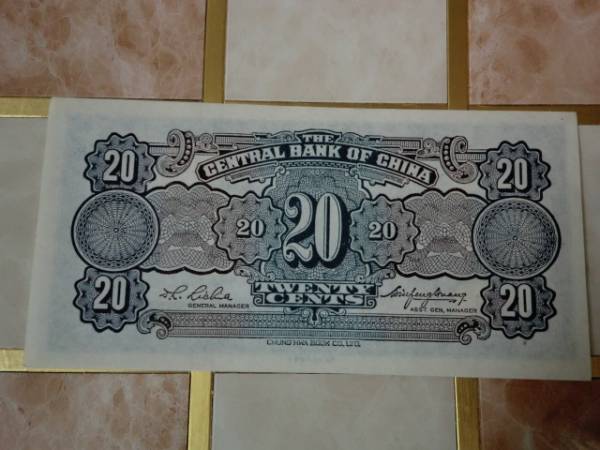 THE
CENTRAL BANK OF CHINA
20 20
20 20 20
TWENTY
CENTS
20 20
GENERAL MANAGER ASST. GEN. MANAGER
CHUNG HWA BOOK CO., LTD.